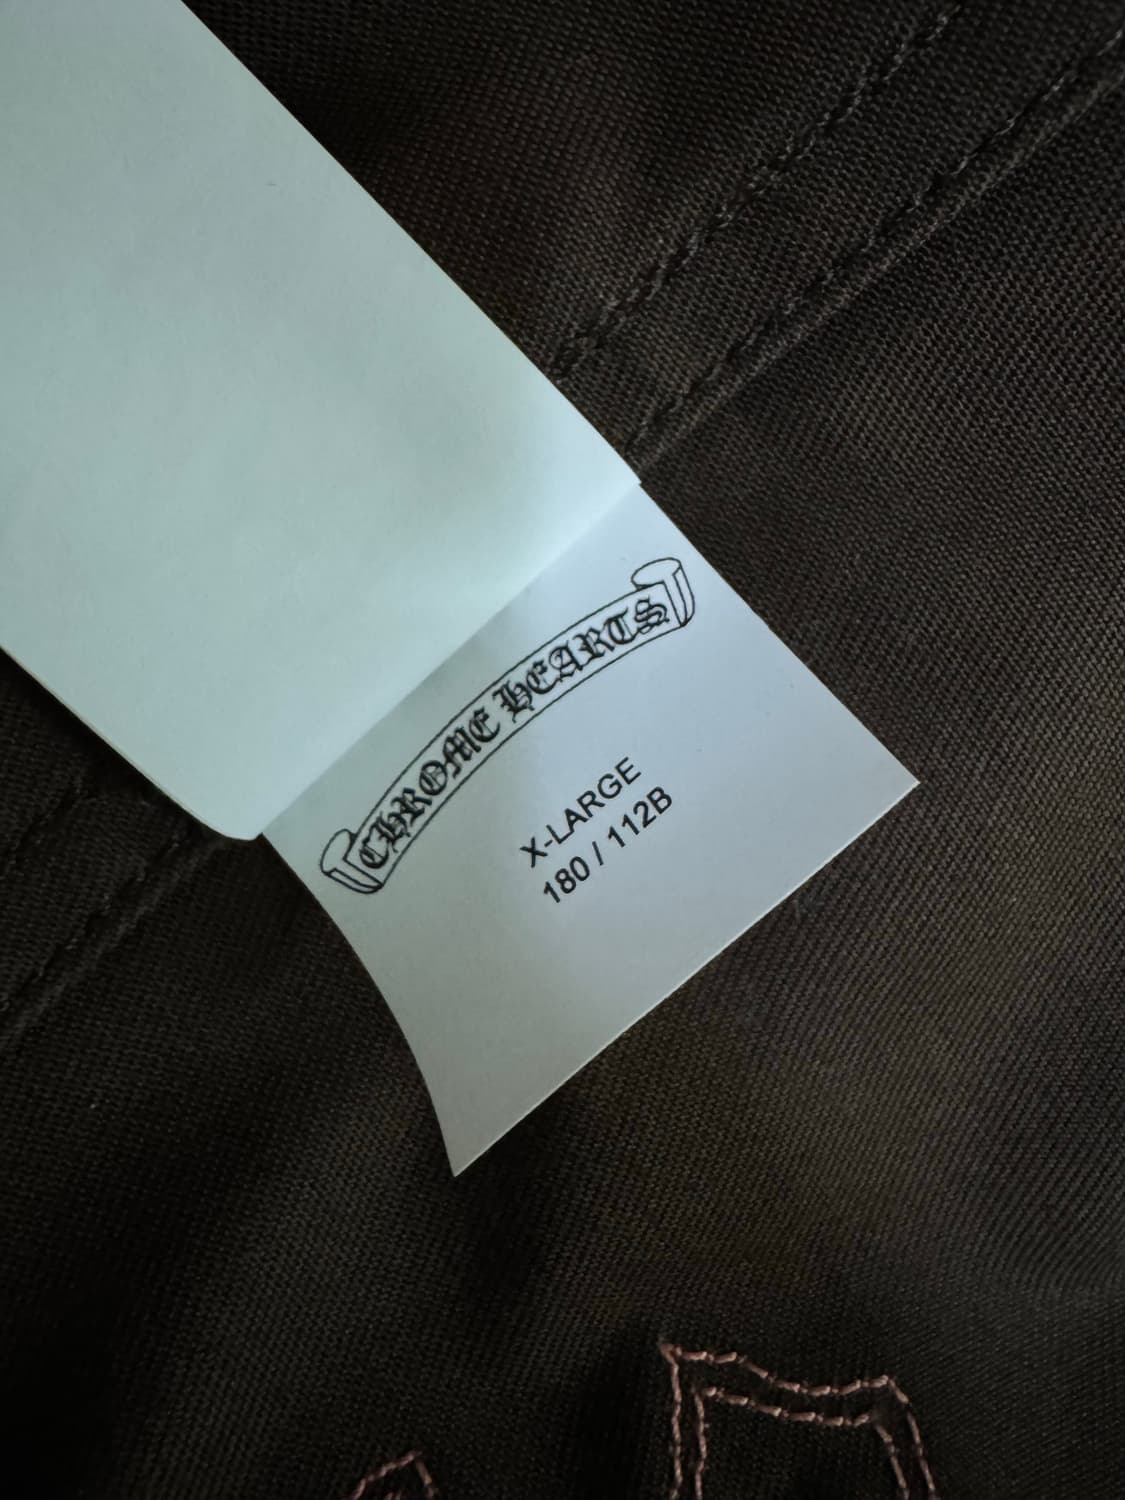 CHROME HEARTS
X-LARGE
180 / 112B